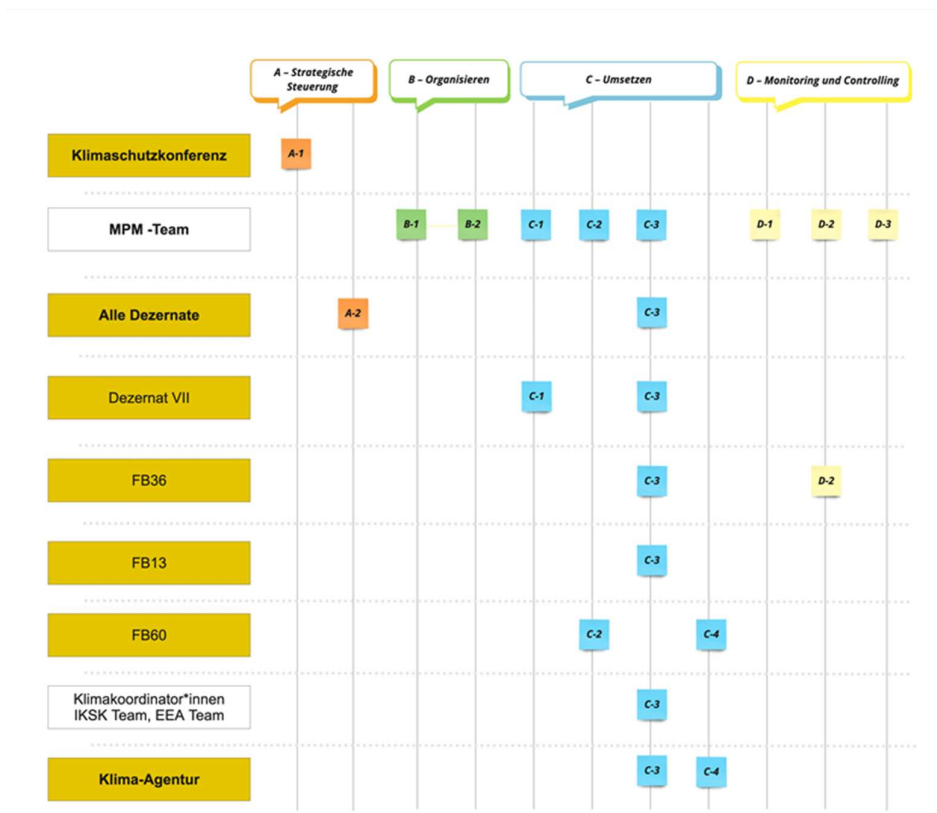 A – Strategische
Steuerung
B – Organisieren
C – Umsetzen
D – Monitoring und Controlling
Klimaschutzkonferenz
A-1
MPM -Team
B-1
B-2
C-1
C-2
C-3
D-1
D-2
D-3
Alle Dezernate
A-2
C-3
Dezernat VII
C-1
C-3
FB36
C-3
D-2
FB13
C-3
FB60
C-2
C-4
Klimakoordinator*innen
IKSK Team, EEA Team
C-3
Klima-Agentur
C-3
C-4